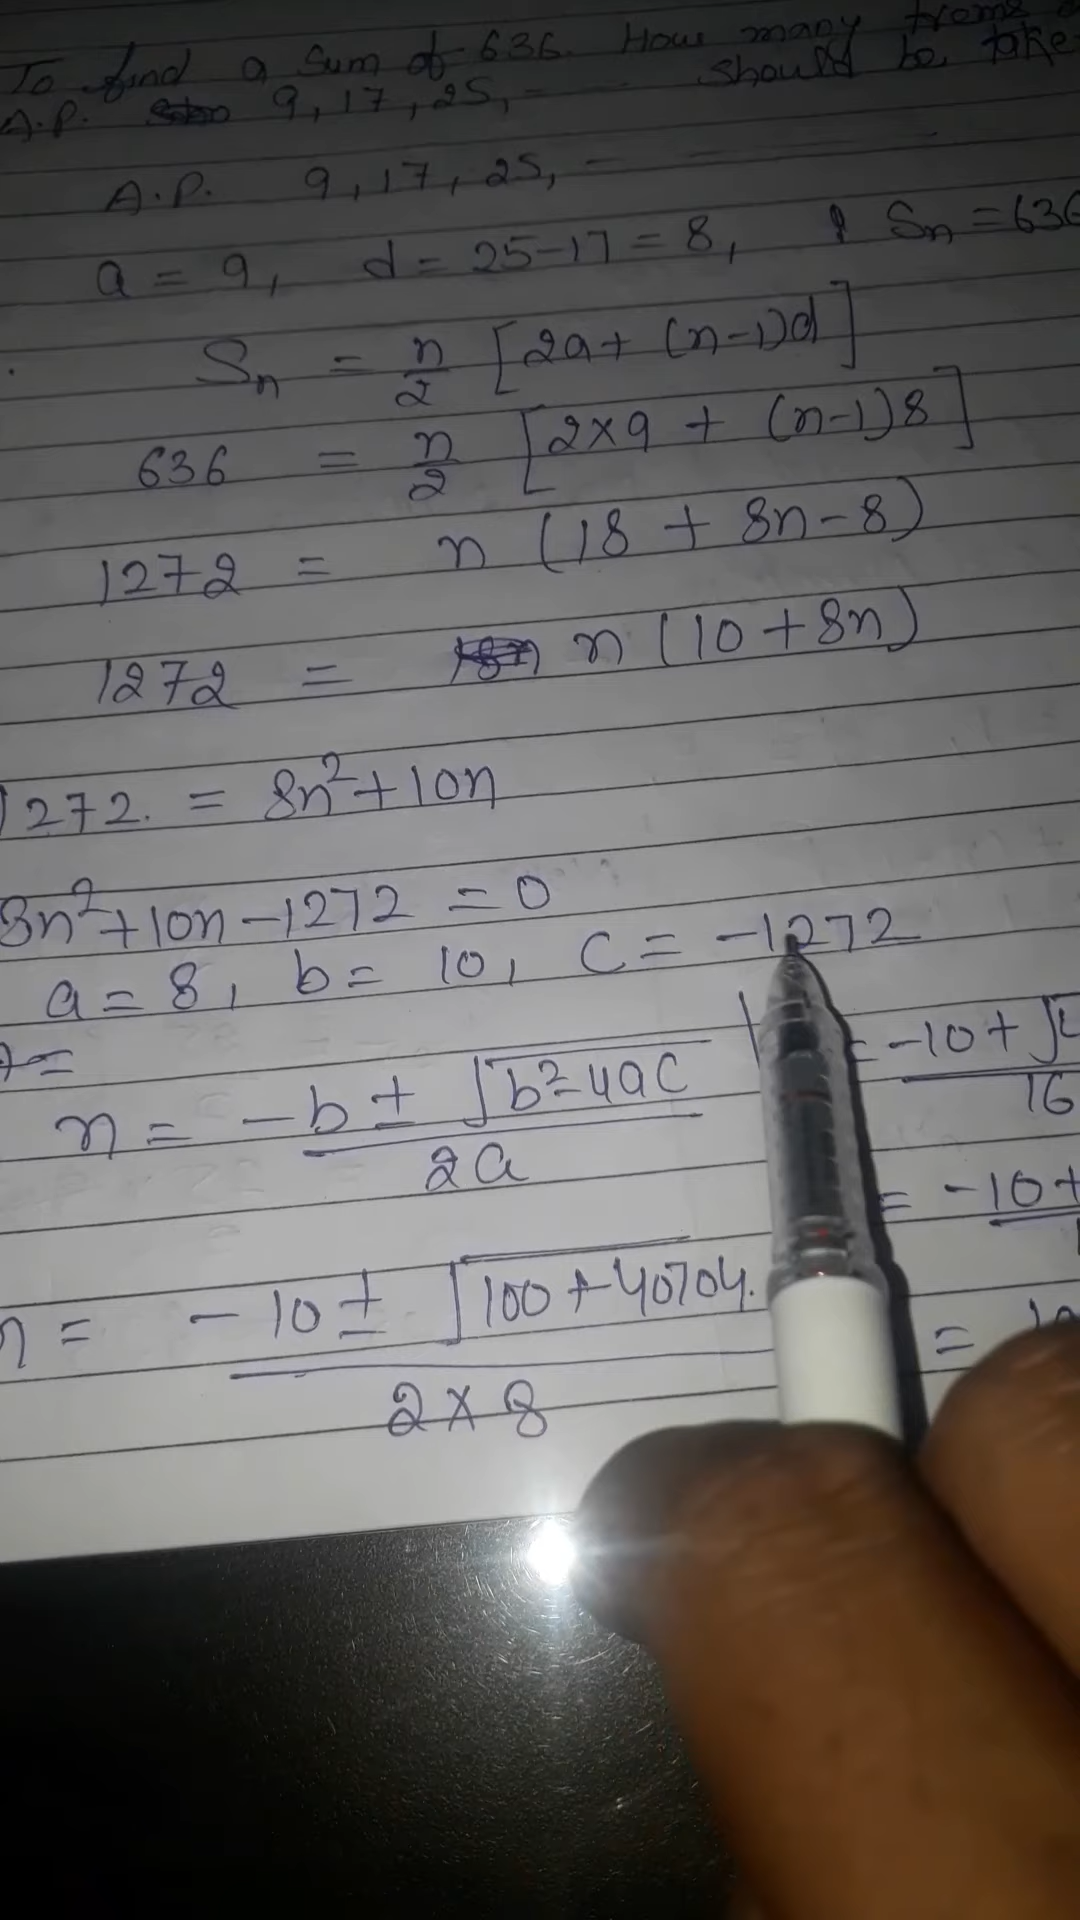 To find a Sum of 636. How many
A.P. 9, 17, 25, - should be take
A.P. 9, 17, 25, -
a = 9, d = 25-17 = 8, Sn = 636
Sn = n/2 [2a + (n-1)d]
636 = n/2 [2×9 + (n-1)8]
1272 = n (18 + 8n-8)
1272 = n (10 + 8n)
1272. = 8n²+10n
8n²+10n-1272 = 0
a = 8, b = 10, c = -1272
n = -b ± √b²-4ac / 2a
n = -10 ± √100 + 40704. / 2 × 8
= -10 + √ / 16
= -10 +
=